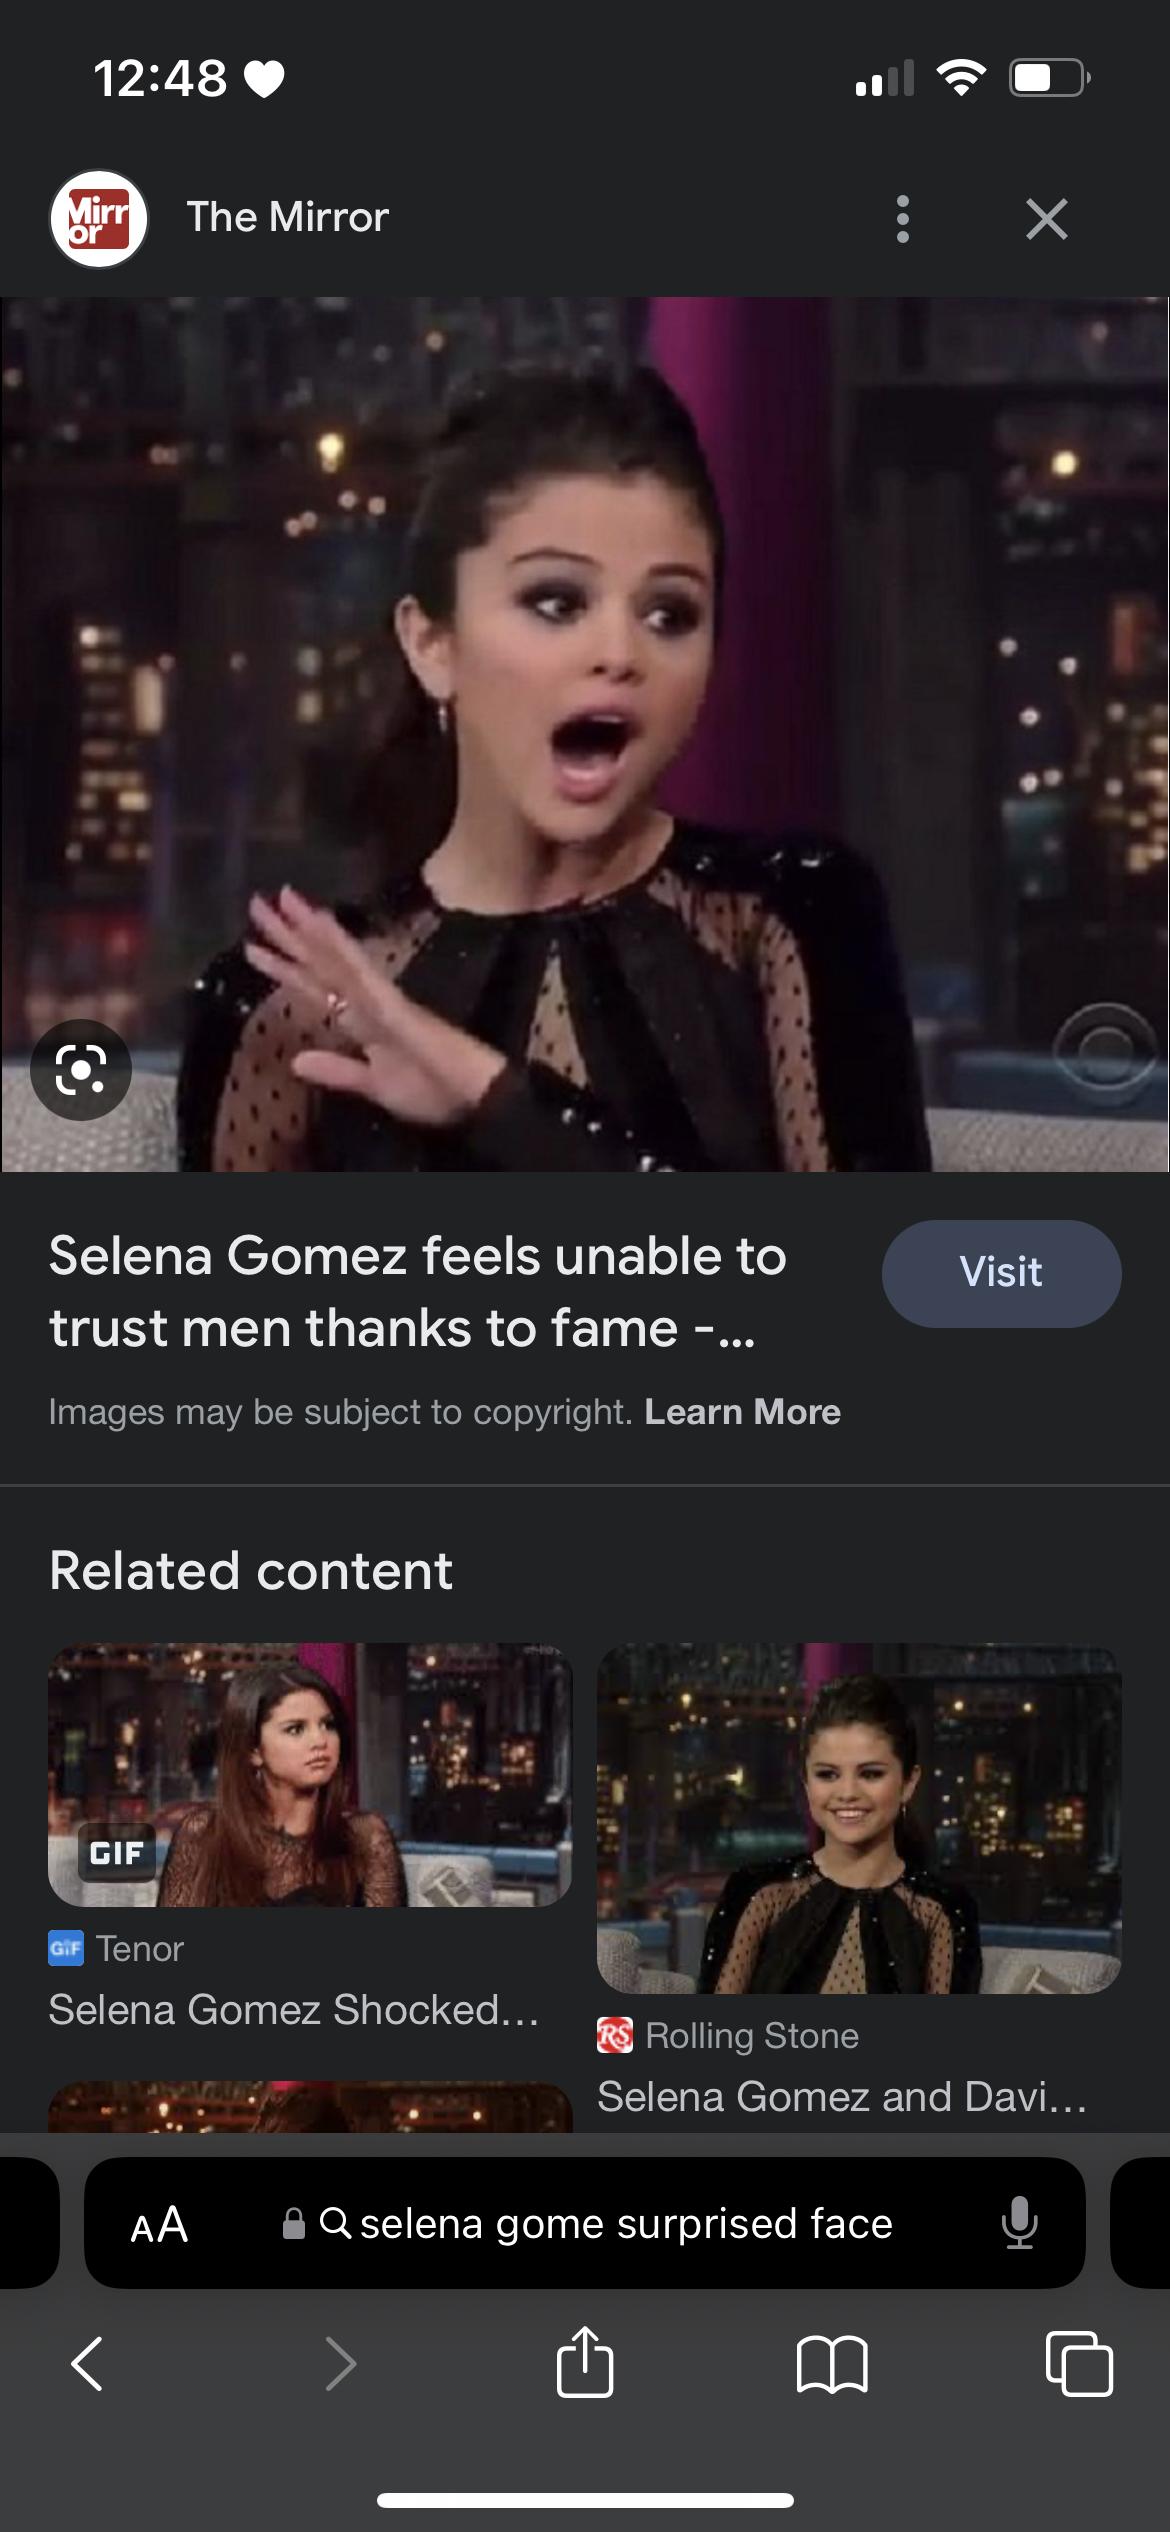 12:48
Mirr
or
The Mirror
Selena Gomez feels unable to
trust men thanks to fame -...
Visit
Images may be subject to copyright. Learn More
Related content
GIF
GIF Tenor
Selena Gomez Shocked...
RS Rolling Stone
Selena Gomez and Davi...
AA
selena gome surprised face